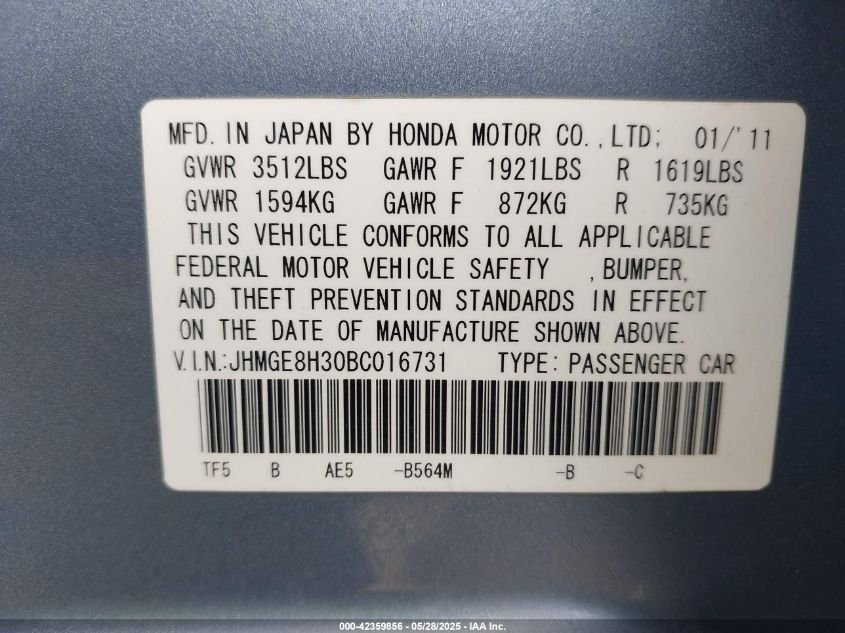 MFD. IN JAPAN BY HONDA MOTOR CO., LTD; 01/'11
GVWR 3512LBS GAWR F 1921LBS R 1619LBS
GVWR 1594KG GAWR F 872KG R 735KG
THIS VEHICLE CONFORMS TO ALL APPLICABLE
FEDERAL MOTOR VEHICLE SAFETY , BUMPER,
AND THEFT PREVENTION STANDARDS IN EFFECT
ON THE DATE OF MANUFACTURE SHOWN ABOVE.
V.I.N.:JHMGE8H30BC016731 TYPE: PASSENGER CAR
TF5 B AE5 -B564M -B -C
000-42359856 - 05/28/2025 - IAA Inc.